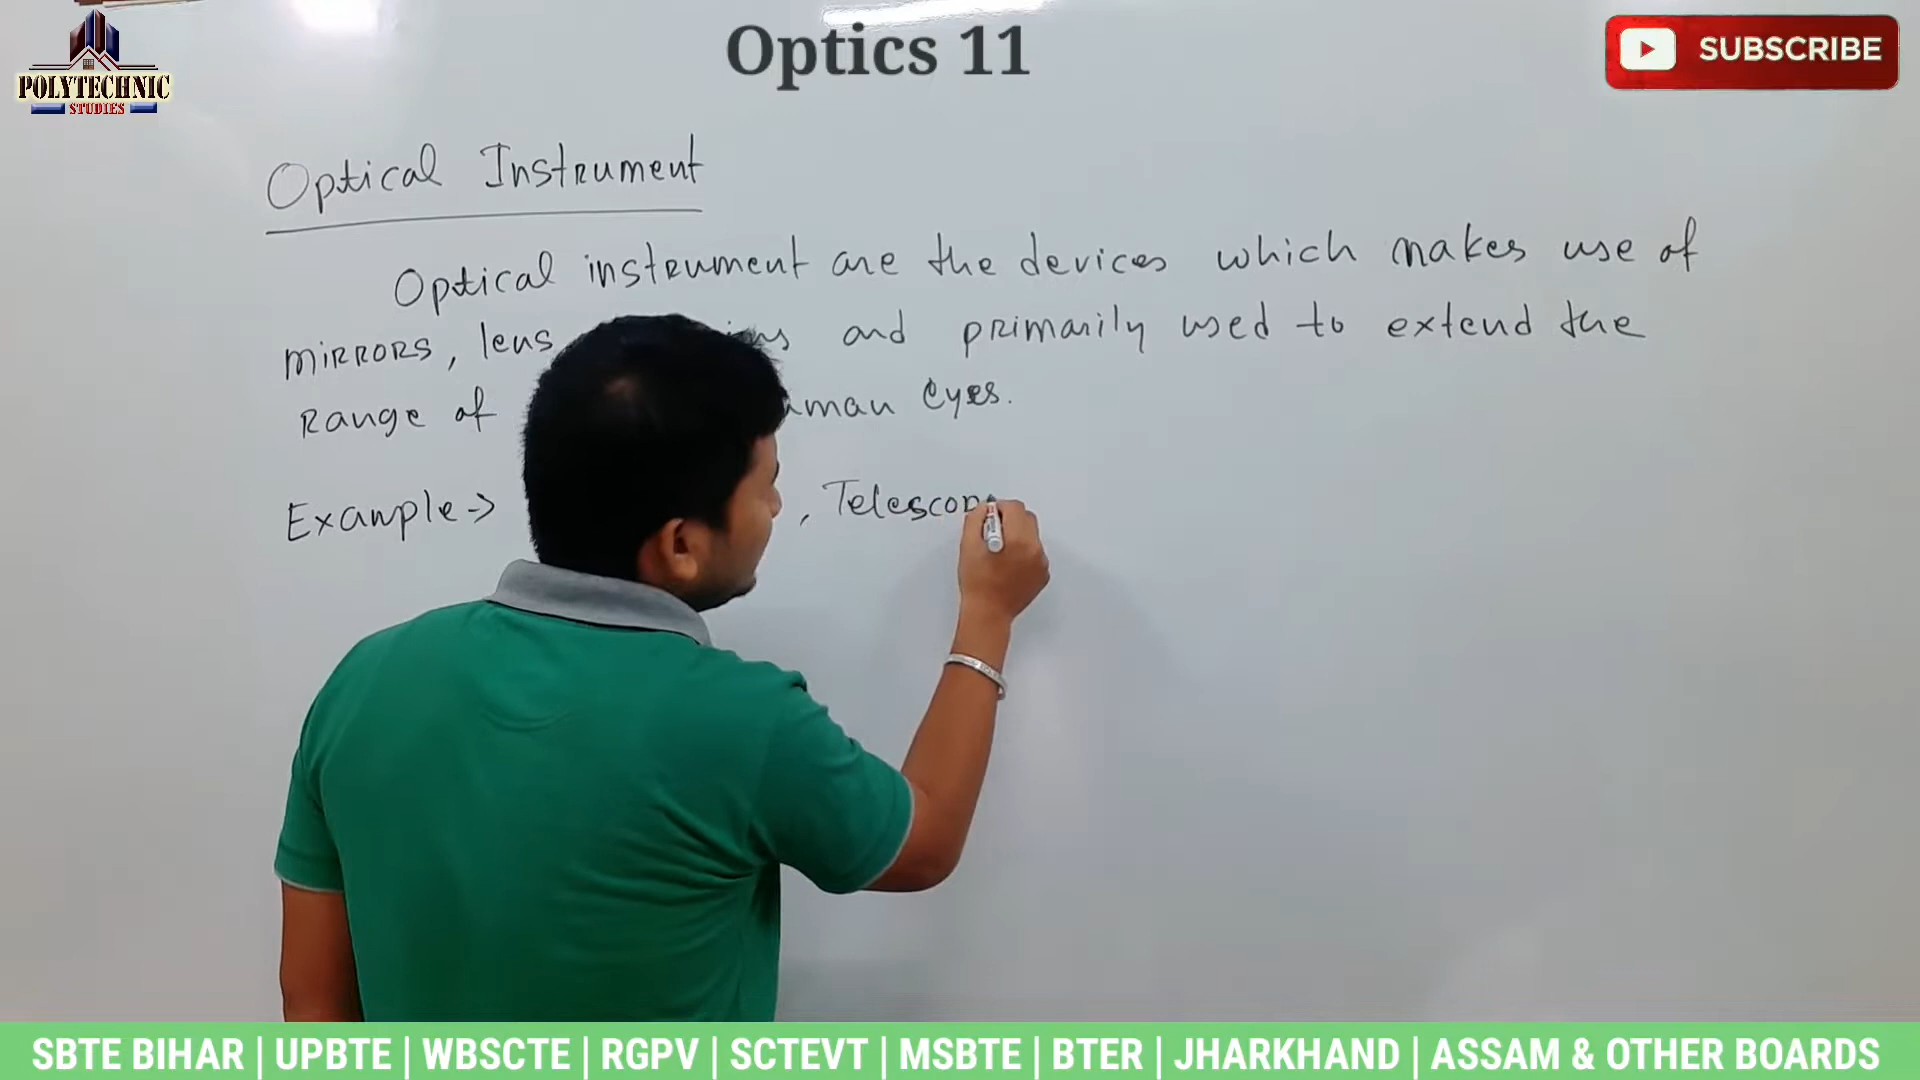 Optics 11
POLYTECHNIC
STUDIES
SUBSCRIBE
Optical Instrument
Optical instrument are the devices which makes use of
mirrors, lens and primarily used to extend the
Range of eyes.
Example->
, Telescop
SBTE BIHAR | UPBTE | WBSCTE | RGPV | SCTEVT | MSBTE | BTER | JHARKHAND | ASSAM & OTHER BOARDS